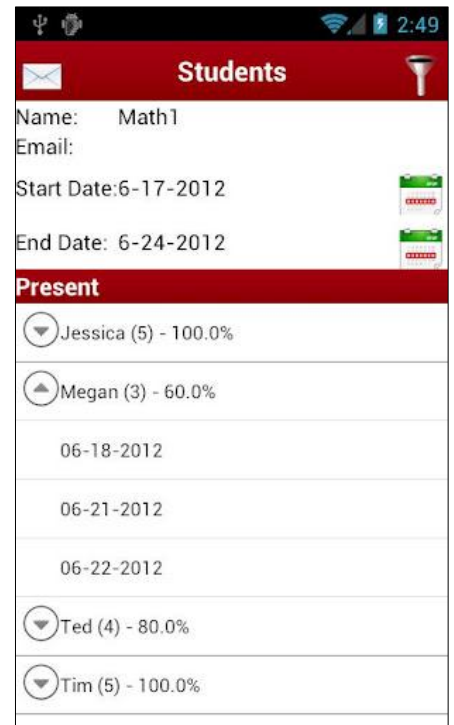 2:49
Students
Name: Math1
Email:
Start Date:6-17-2012
End Date: 6-24-2012
Present
Jessica (5) - 100.0%
Megan (3) - 60.0%
06-18-2012
06-21-2012
06-22-2012
Ted (4) - 80.0%
Tim (5) - 100.0%